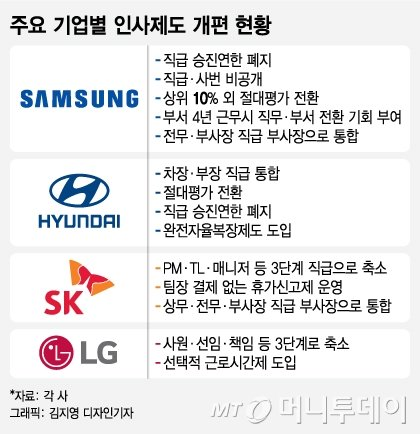 주요 기업별 인사제도 개편 현황
SAMSUNG
-직급 승진연한 폐지
-직급·사번 비공개
-상위 10% 외 절대평가 전환
-부서 4년 근무시 직무·부서 전환 기회 부여
-전무·부사장 직급 부사장으로 통합
HYUNDAI
-차장·부장 직급 통합
-절대평가 전환
-직급 승진연한 폐지
-완전자율복장제도 도입
SK
-PM·TL·매니저 등 3단계 직급으로 축소
-팀장 결제 없는 휴가신고제 운영
-상무·전무·부사장 직급 부사장으로 통합
LG
-사원·선임·책임 등 3단계로 축소
-선택적 근로시간제 도입
*자료: 각 사
그래픽: 김지영 디자인기자
MT 머니투데이